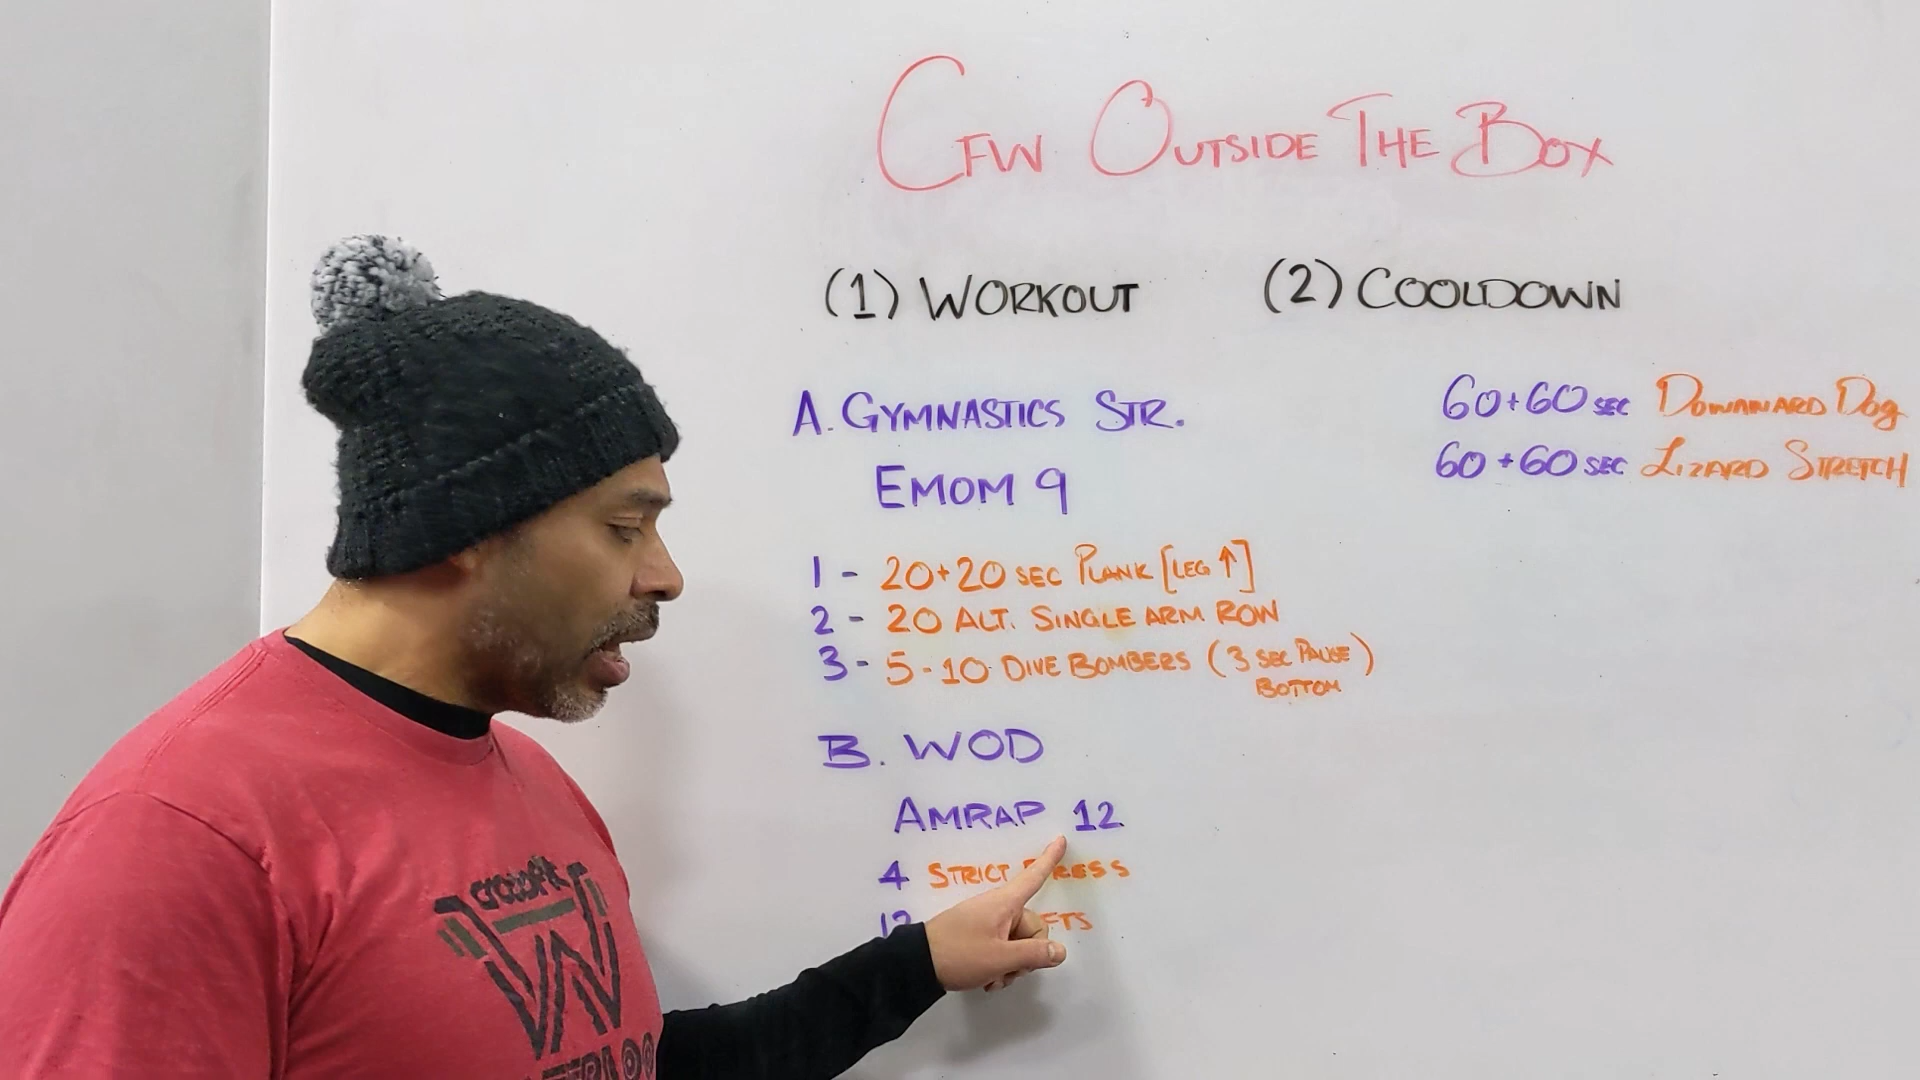 CFW OUTSIDE THE BOX
(1) WORKOUT
A. GYMNASTICS STR.
EMOM 9
1 - 20+20 SEC PLANK [LEG ↑]
2 - 20 ALT. SINGLE ARM ROW
3 - 5-10 DIVE BOMBERS (3 SEC PAUSE)
BOTTOM
B. WOD
AMRAP 12
4 STRICT PRESS
12
(2) COOLDOWN
60+60 SEC DOWNWARD DOG
60+60 SEC LIZARD STRETCH
CROSSFIT
W